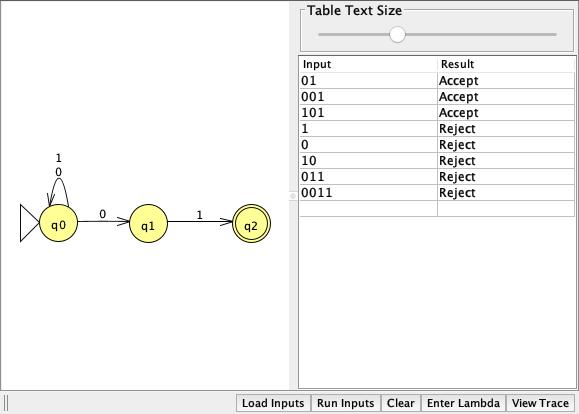 Table Text Size
Input Result
01 Accept
001 Accept
101 Accept
1 Reject
0 Reject
10 Reject
011 Reject
0011 Reject
1
0
q0 0 q1 1 q2
Load Inputs Run Inputs Clear Enter Lambda View Trace